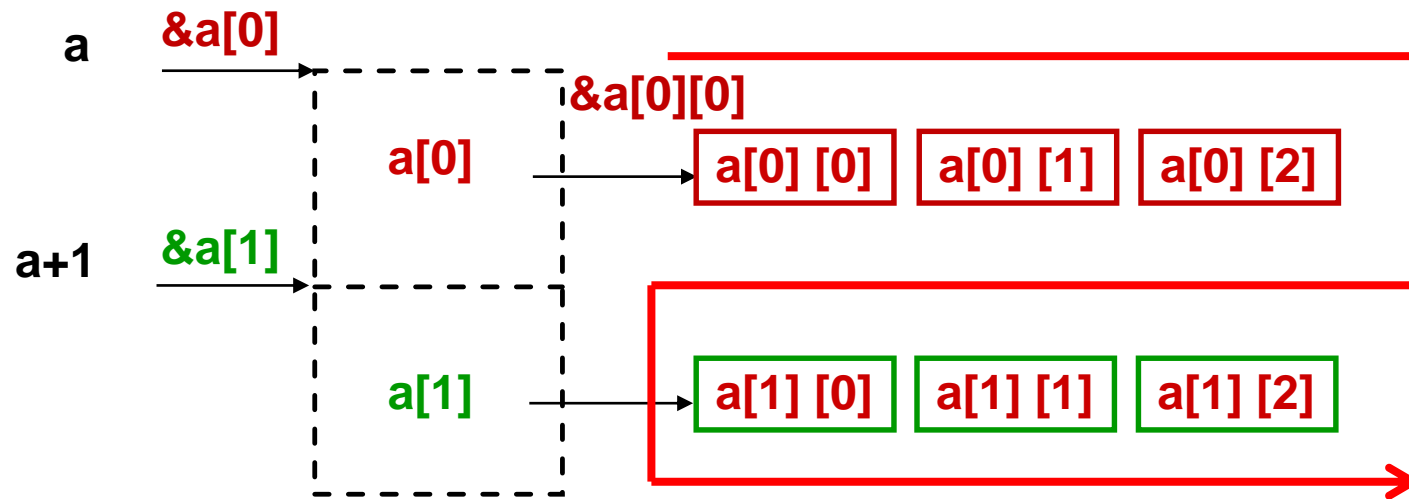 a &a[0]
&a[0][0]
a[0] a[0] [0] a[0] [1] a[0] [2]
a+1 &a[1]
a[1] a[1] [0] a[1] [1] a[1] [2]